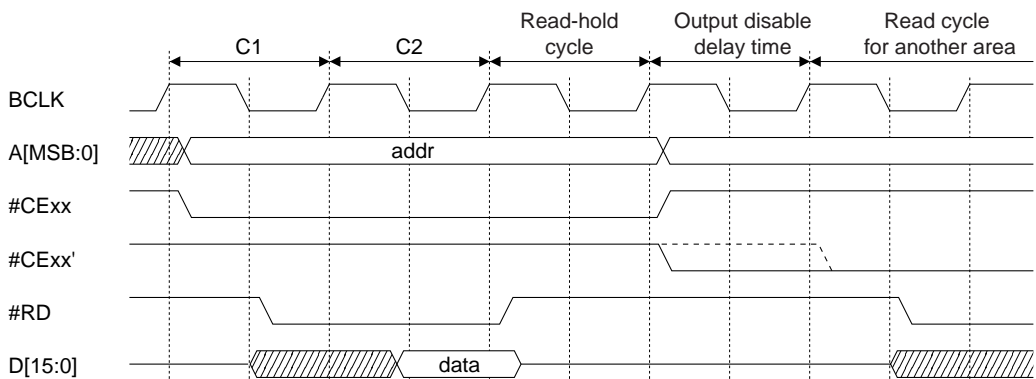 Read-hold
cycle
Output disable
delay time
Read cycle
for another area
C1
C2
BCLK
A[MSB:0]
addr
#CExx
#CExx'
#RD
D[15:0]
data